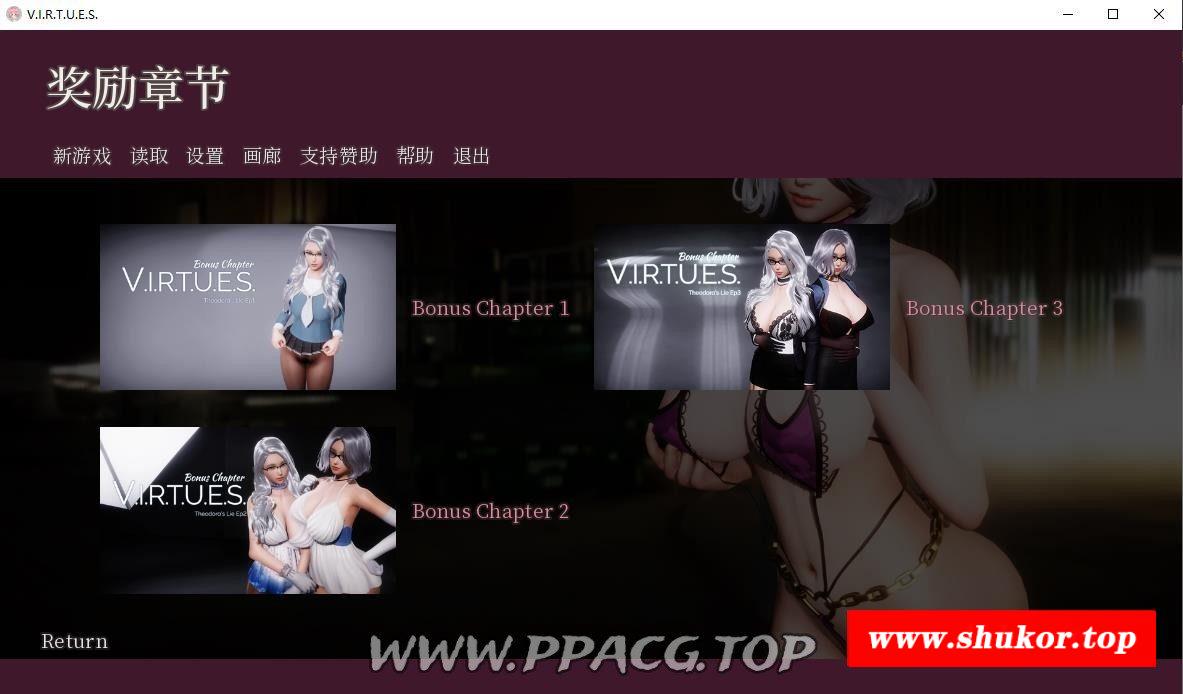 V.I.R.T.U.E.S.
奖励章节
新游戏 读取 设置 画廊 支持赞助 帮助 退出
Bonus Chapter
V.I.R.T.U.E.S.
Theodora's Lie Ep1
Bonus Chapter 1
Bonus Chapter
V.I.R.T.U.E.S.
Theodora's Lie Ep3
Bonus Chapter 3
Bonus Chapter
V.I.R.T.U.E.S.
Theodora's Lie Ep2
Bonus Chapter 2
Return
WWW.PPACG.TOP
www.shukor.top